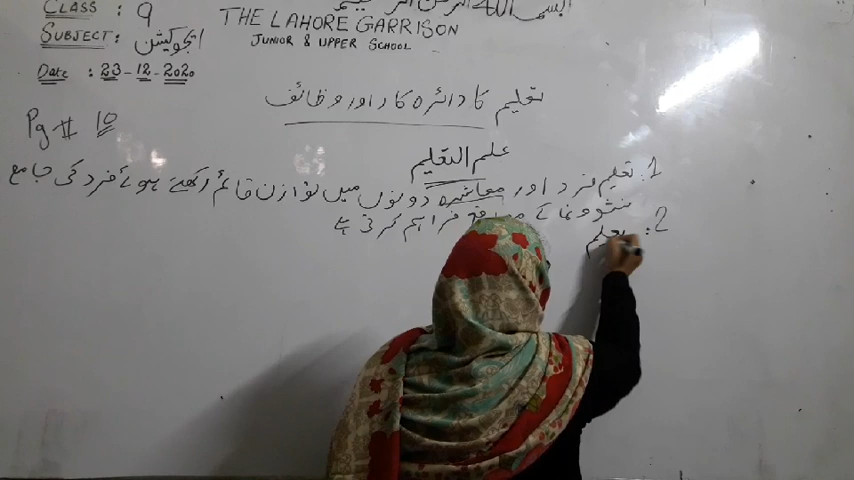 بسم اللہ الرحمن الرحیم
CLASS : 9
THE LAHORE GARRISON
SUBJECT: ایجوکیشن
JUNIOR & UPPER SCHOOL
Date : 23-12-2020
تعلیم کا دائرہ کار اور وظائف
Pg # 10
علم التعلیم
1: تعلیم فرد اور معاشرہ دونوں میں توازن قائم رکھتے ہوئے فرد کی جامع
نشوونما کے مواقع فراہم کرتی ہے
2: تعلیم